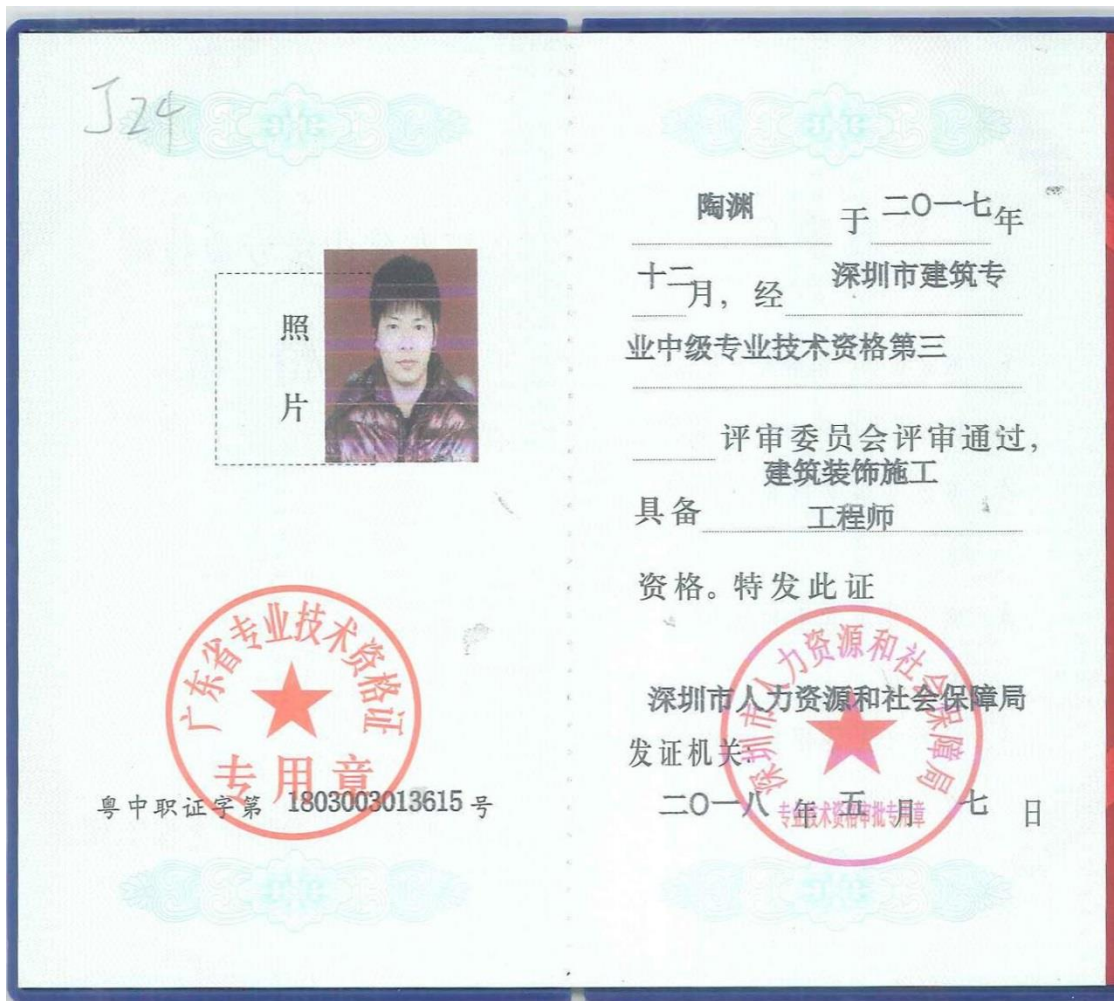 J24
照
片
广东省专业技术资格证
专用章
粤中职证字第 1803003013615 号
陶渊 于 二〇一七 年
十二 月，经 深圳市建筑专
业中级专业技术资格第三
评审委员会评审通过，
建筑装饰施工
具备 工程师
资格。特发此证
深圳市人力资源和社会保障局
深圳市人力资源和社会保障局
发证机关：
二〇一八 年 五 月 七 日
专业技术资格审批专用章